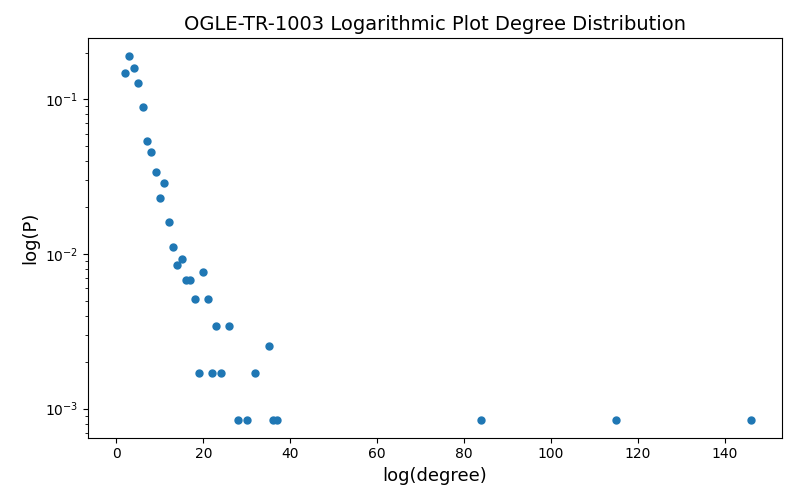 OGLE-TR-1003 Logarithmic Plot Degree Distribution
log(P)
10⁻¹
10⁻²
10⁻³
0 20 40 60 80 100 120 140
log(degree)